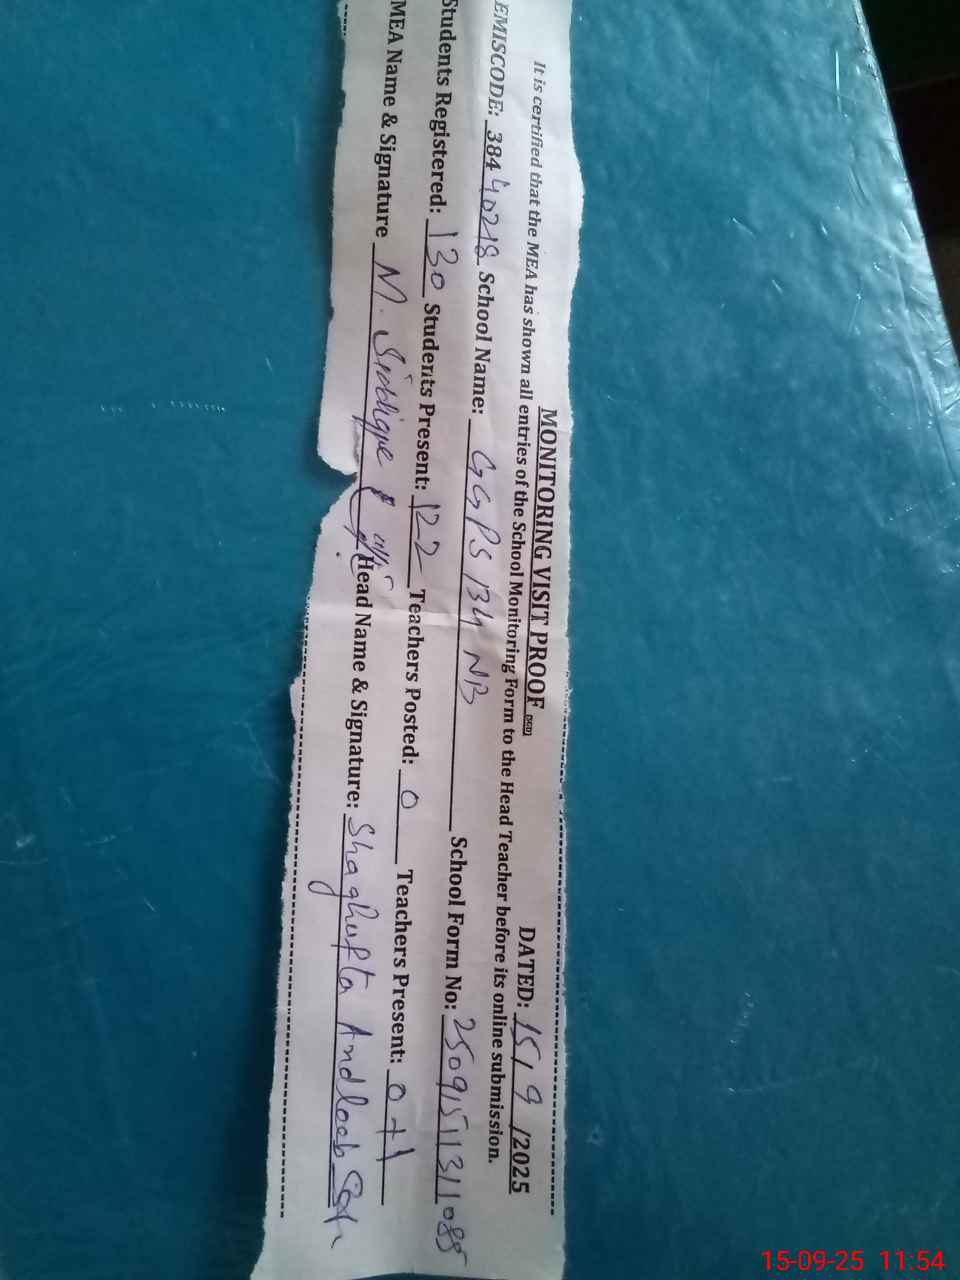 MONITORING VISIT PROOF DATED: 15/9/2025
It is certified that the MEA has shown all entries of the School Monitoring Form to the Head Teacher before its online submission.
EMISCODE: 38440218 School Name: GGPS 134 NB School Form No: 250915113111085
Students Registered: 130 Students Present: 122 Teachers Posted: 0 Teachers Present: 0+1
MEA Name & Signature M. Siddique Head Name & Signature: Shaghufta Andleeb
15-09-25 11:54